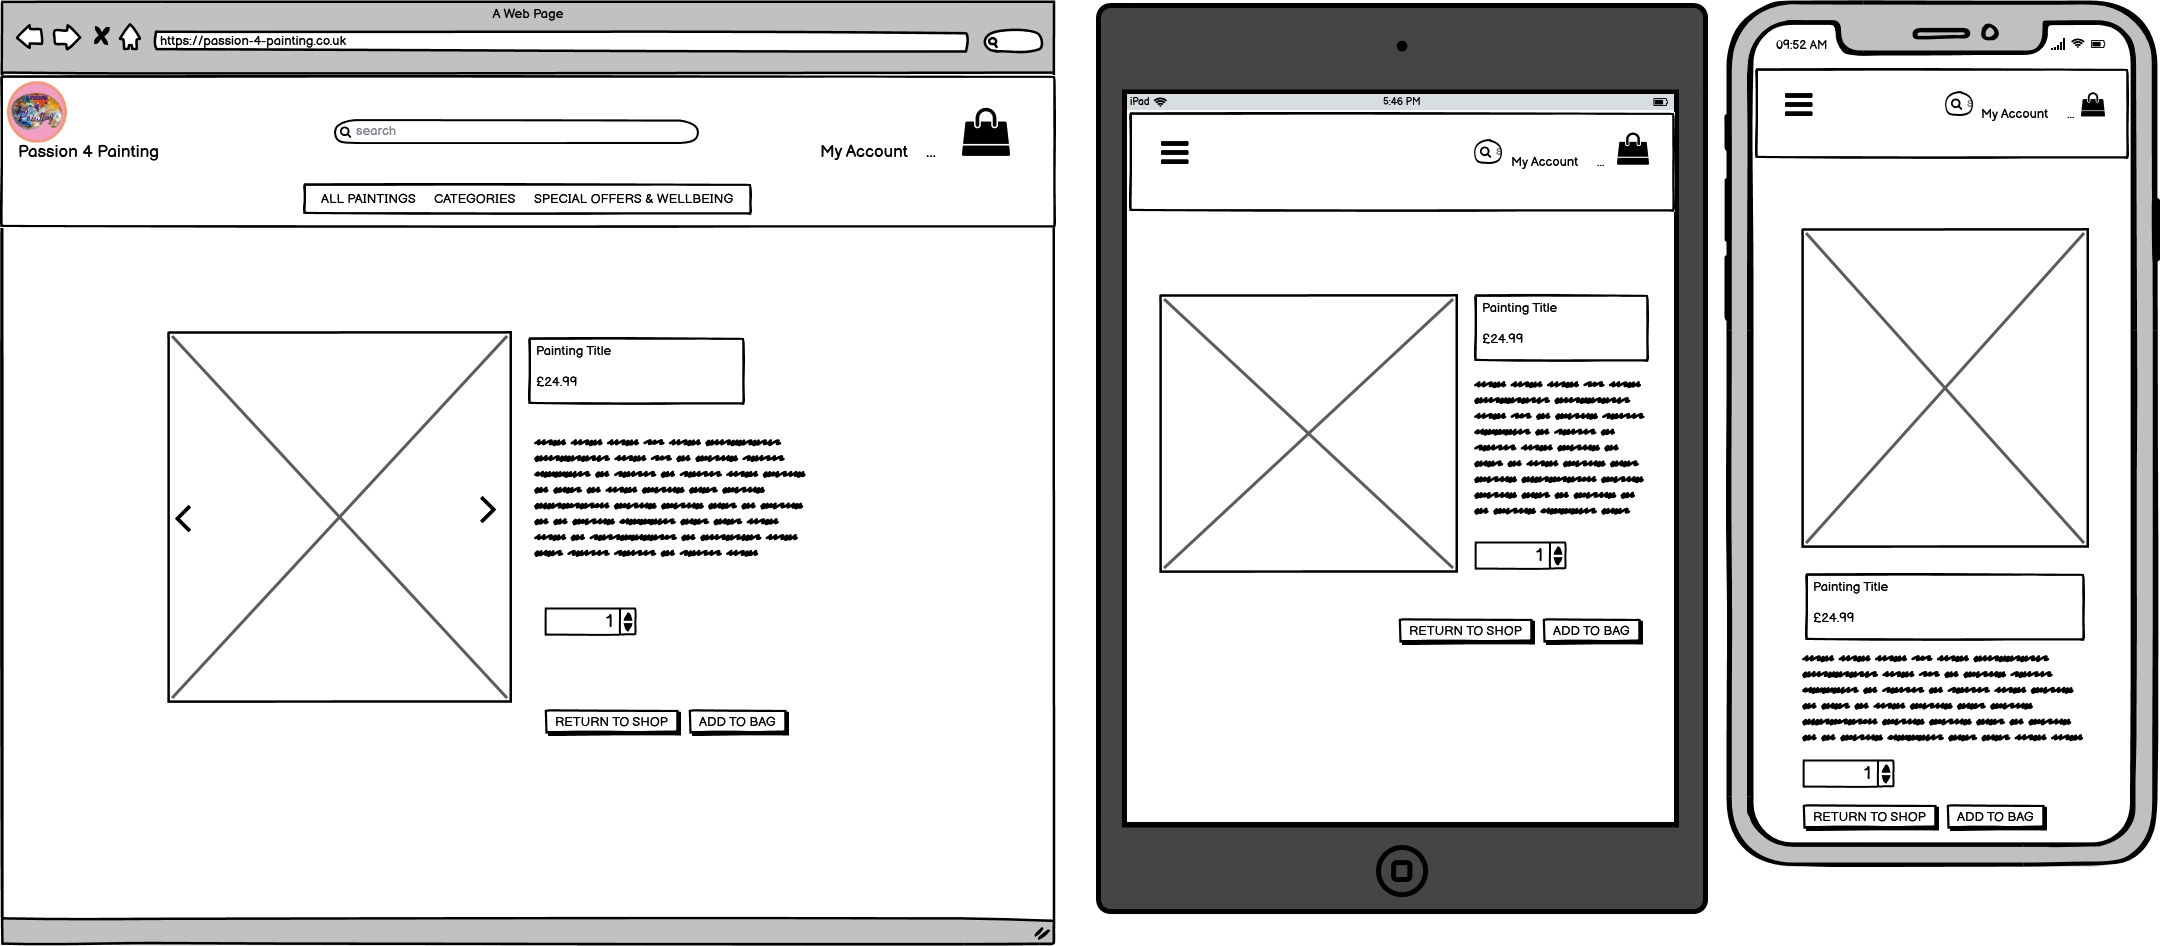 A Web Page
https://passion-4-painting.co.uk
search
Passion 4 Painting
My Account ...
ALL PAINTINGS CATEGORIES SPECIAL OFFERS & WELLBEING
Painting Title
£24.99
1
RETURN TO SHOP ADD TO BAG
iPad 5:46 PM
My Account ...
Painting Title
£24.99
1
RETURN TO SHOP ADD TO BAG
09:52 AM
My Account ...
Painting Title
£24.99
1
RETURN TO SHOP ADD TO BAG